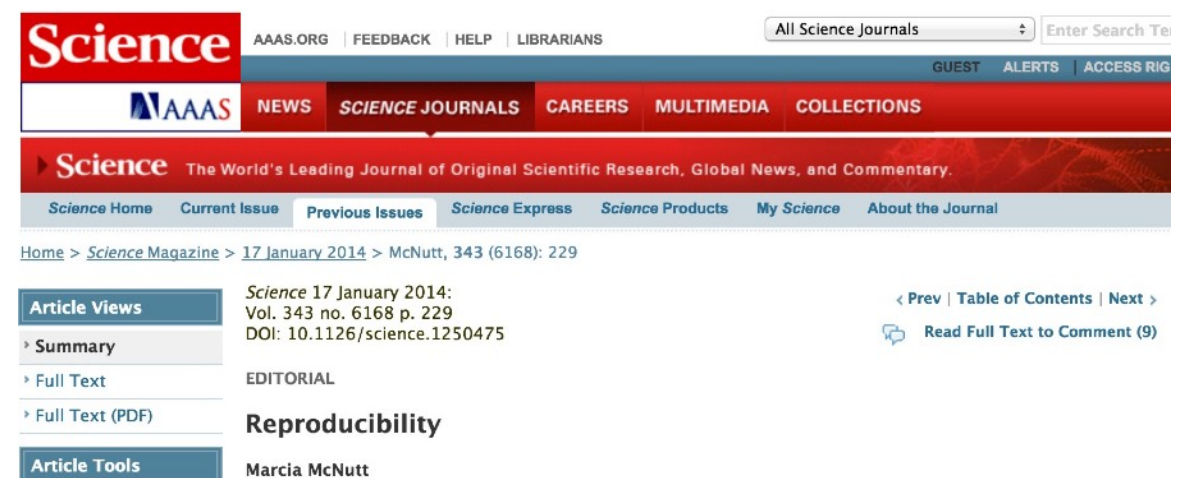 Science
AAAS.ORG | FEEDBACK | HELP | LIBRARIANS
All Science Journals
Enter Search
GUEST ALERTS | ACCESS
AAAS
NEWS SCIENCE JOURNALS CAREERS MULTIMEDIA COLLECTIONS
Science The World's Leading Journal of Original Scientific Research, Global News, and Commentary.
Science Home Current Issue Previous Issues Science Express Science Products My Science About the Journal
Home > Science Magazine > 17 January 2014 > McNutt, 343 (6168): 229
Article Views
Summary
Full Text
Full Text (PDF)
Article Tools
Science 17 January 2014:
Vol. 343 no. 6168 p. 229
DOI: 10.1126/science.1250475
‹ Prev | Table of Contents | Next ›
Read Full Text to Comment (9)
EDITORIAL
Reproducibility
Marcia McNutt